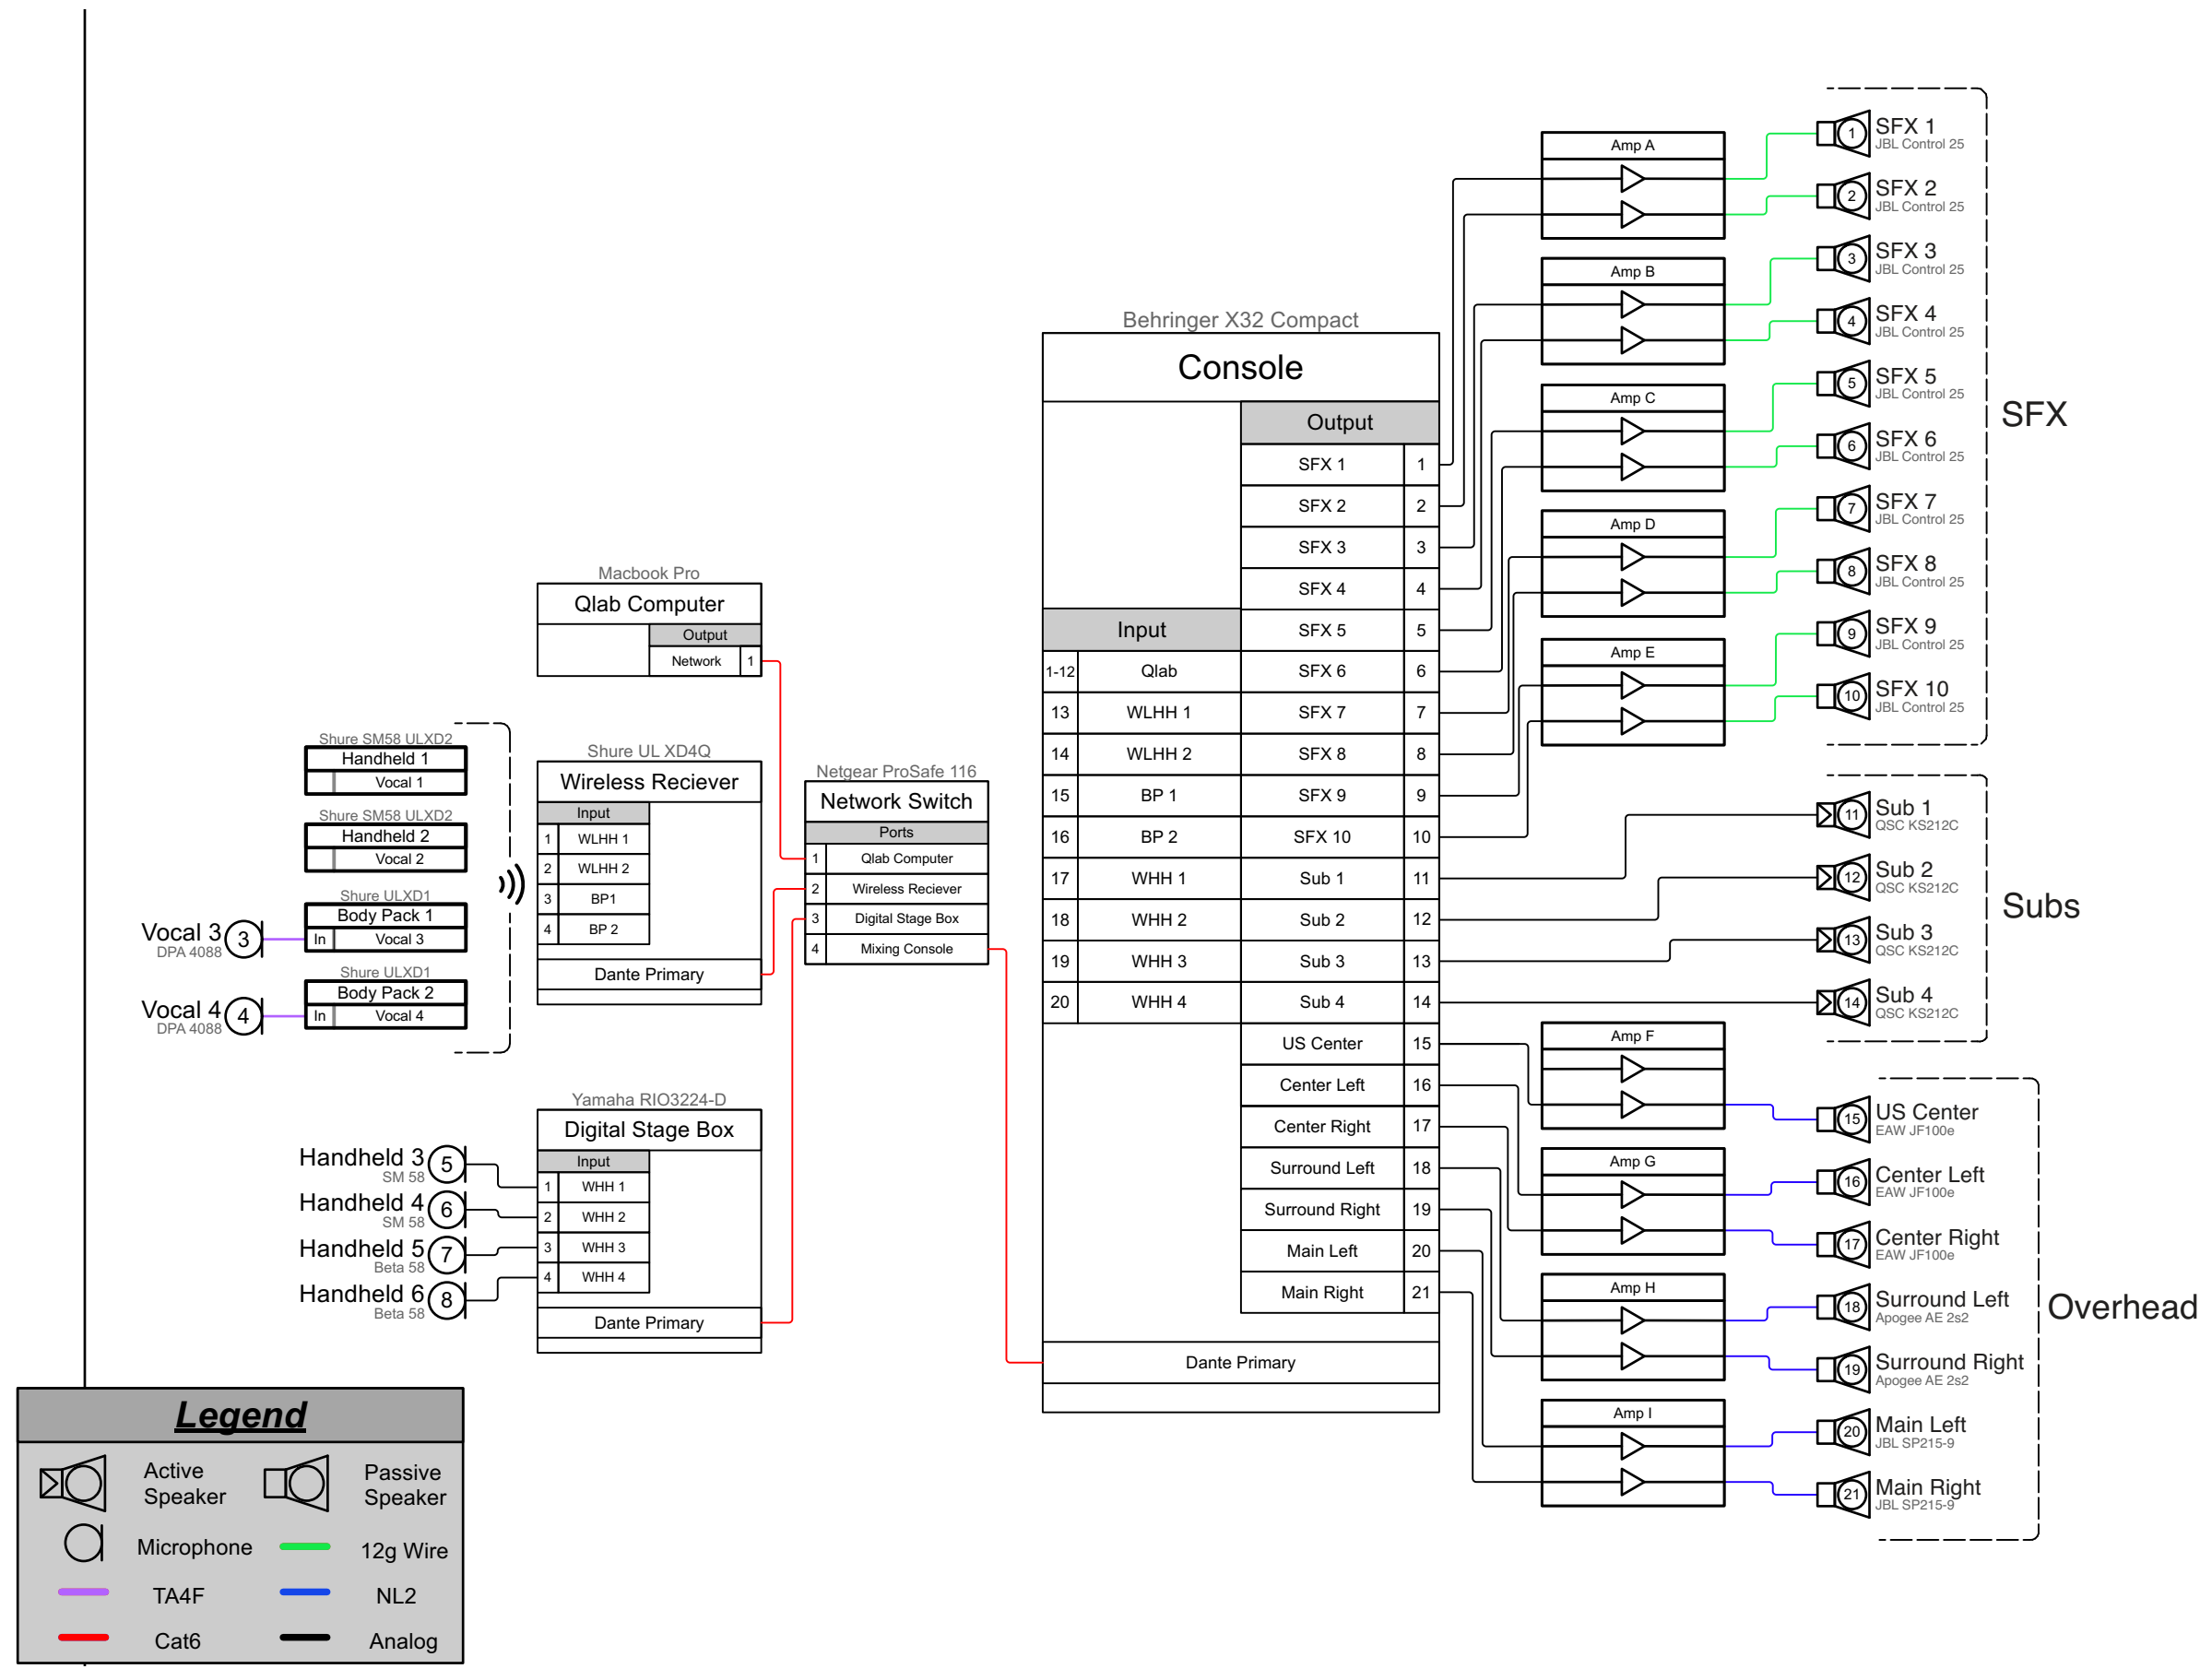 Macbook Pro
Qlab Computer
Output
Network 1
Shure SM58 ULXD2
Handheld 1
Vocal 1
Shure SM58 ULXD2
Handheld 2
Vocal 2
Shure ULXD1
Body Pack 1
In Vocal 3
Vocal 3
3
DPA 4088
Shure ULXD1
Body Pack 2
In Vocal 4
Vocal 4
4
DPA 4088
Shure UL XD4Q
Wireless Reciever
Input
1 WLHH 1
2 WLHH 2
3 BP1
4 BP 2
Dante Primary
Yamaha RIO3224-D
Digital Stage Box
Input
1 WHH 1
2 WHH 2
3 WHH 3
4 WHH 4
Dante Primary
Handheld 3
5
SM 58
Handheld 4
6
SM 58
Handheld 5
7
Beta 58
Handheld 6
8
Beta 58
Netgear ProSafe 116
Network Switch
Ports
1 Qlab Computer
2 Wireless Reciever
3 Digital Stage Box
4 Mixing Console
Behringer X32 Compact
Console
Output
SFX 1 1
SFX 2 2
SFX 3 3
SFX 4 4
Input
SFX 5 5
1-12 Qlab SFX 6 6
13 WLHH 1 SFX 7 7
14 WLHH 2 SFX 8 8
15 BP 1 SFX 9 9
16 BP 2 SFX 10 10
17 WHH 1 Sub 1 11
18 WHH 2 Sub 2 12
19 WHH 3 Sub 3 13
20 WHH 4 Sub 4 14
US Center 15
Center Left 16
Center Right 17
Surround Left 18
Surround Right 19
Main Left 20
Main Right 21
Dante Primary
Amp A
Amp B
Amp C
Amp D
Amp E
Amp F
Amp G
Amp H
Amp I
1 SFX 1
JBL Control 25
2 SFX 2
JBL Control 25
3 SFX 3
JBL Control 25
4 SFX 4
JBL Control 25
5 SFX 5
JBL Control 25
6 SFX 6
JBL Control 25
7 SFX 7
JBL Control 25
8 SFX 8
JBL Control 25
9 SFX 9
JBL Control 25
10 SFX 10
JBL Control 25
SFX
11 Sub 1
QSC KS212C
12 Sub 2
QSC KS212C
13 Sub 3
QSC KS212C
14 Sub 4
QSC KS212C
Subs
15 US Center
EAW JF100e
16 Center Left
EAW JF100e
17 Center Right
EAW JF100e
18 Surround Left
Apogee AE 2s2
19 Surround Right
Apogee AE 2s2
20 Main Left
JBL SP215-9
21 Main Right
JBL SP215-9
Overhead
Legend
Active
Speaker
Passive
Speaker
Microphone
12g Wire
TA4F
NL2
Cat6
Analog